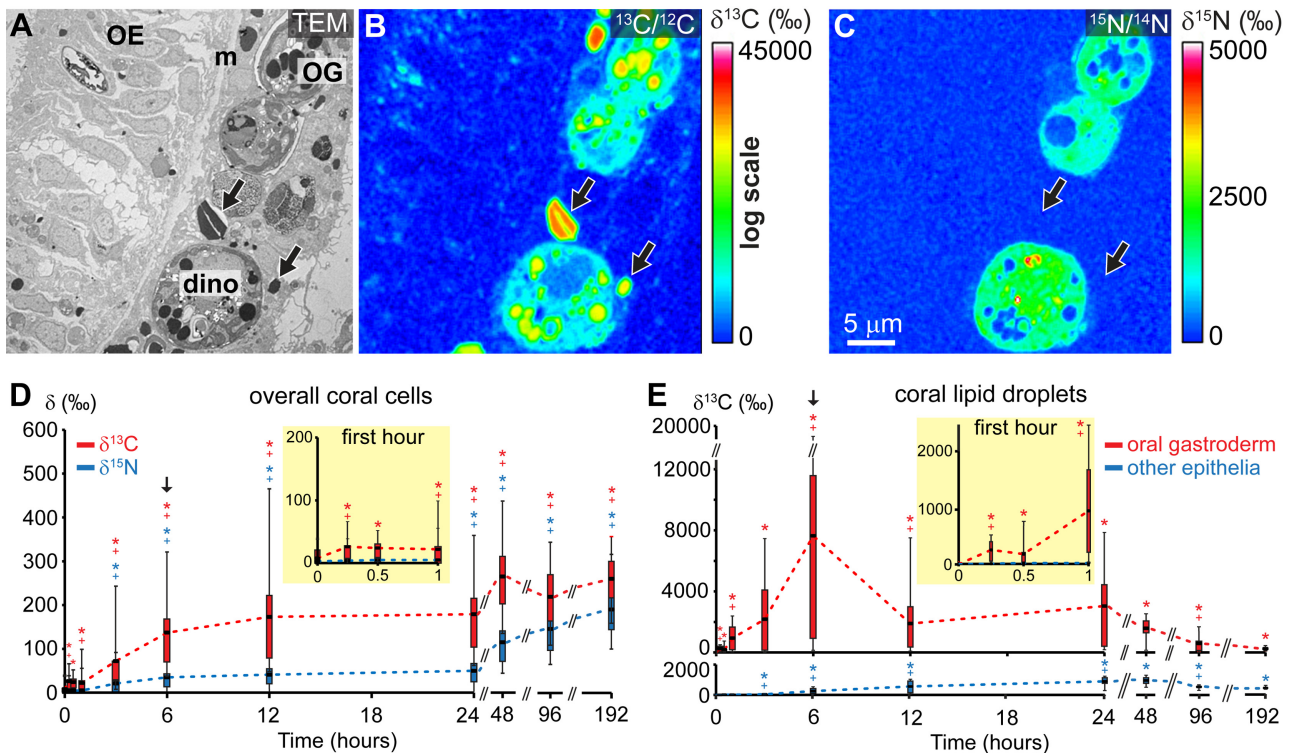 A
TEM
OE
m
OG
dino
B
¹³C/¹²C
δ¹³C (‰)
45000
log scale
0
C
¹⁵N/¹⁴N
δ¹⁵N (‰)
5000
2500
0
5 μm
D
δ (‰)
overall coral cells
600
500
400
300
200
100
0
δ¹³C
δ¹⁵N
first hour
200
100
0
0
0.5
1
* + * + * + * + * + * + * + * + * + * + * + * + * + * + * + * + * +
// // //
0 6 12 18 24 48 96 192
Time (hours)
E
δ¹³C (‰)
coral lipid droplets
20000
12000
8000
4000
0
2000
0
first hour
2000
1000
0
0
0.5
1
oral gastroderm
other epithelia
0 6 12 18 24 48 96 192
Time (hours)